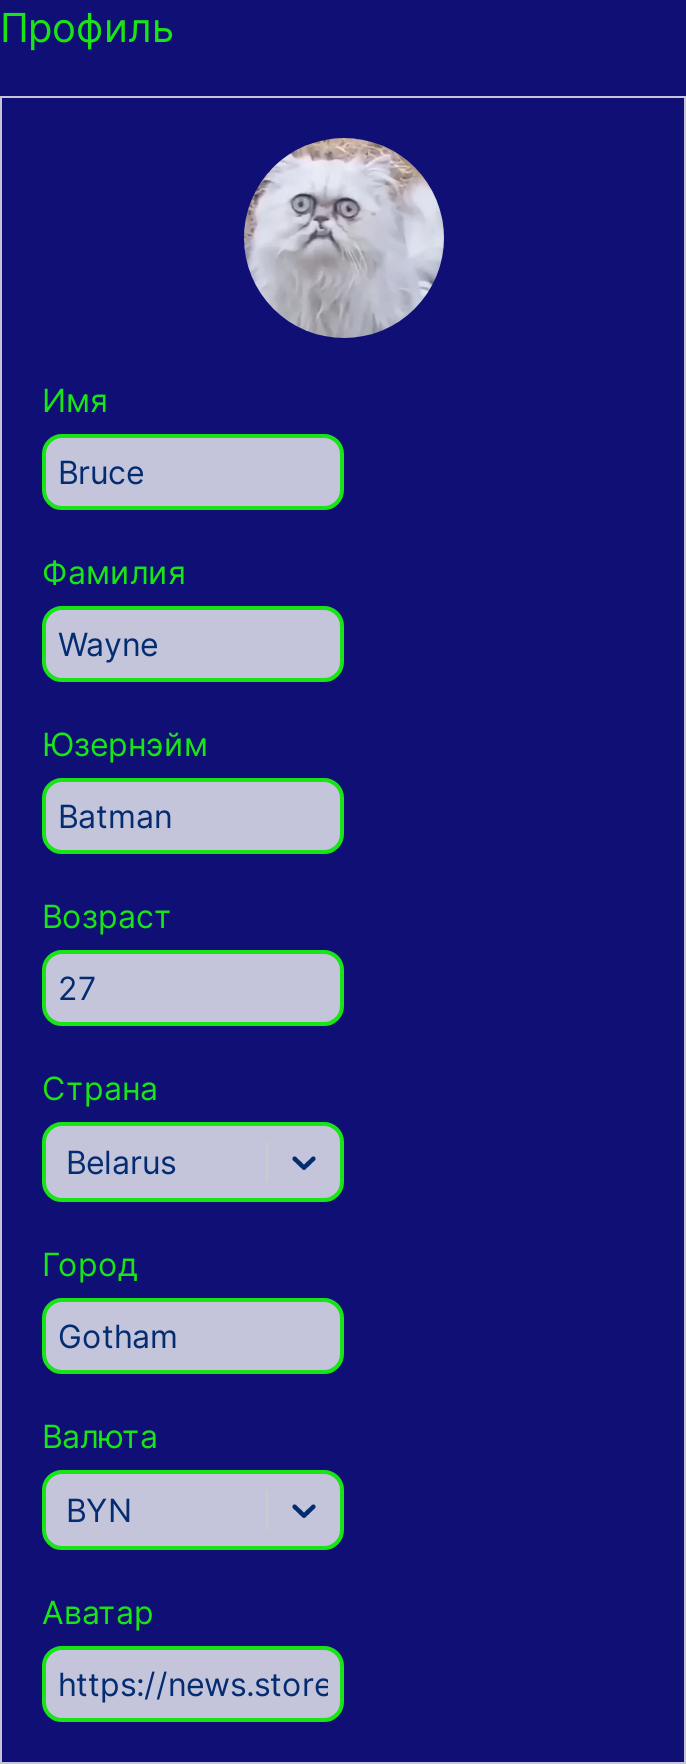 Профиль
Имя
Bruce
Фамилия
Wayne
Юзернэйм
Batman
Возраст
27
Страна
Belarus
Город
Gotham
Валюта
BYN
Аватар
https://news.store